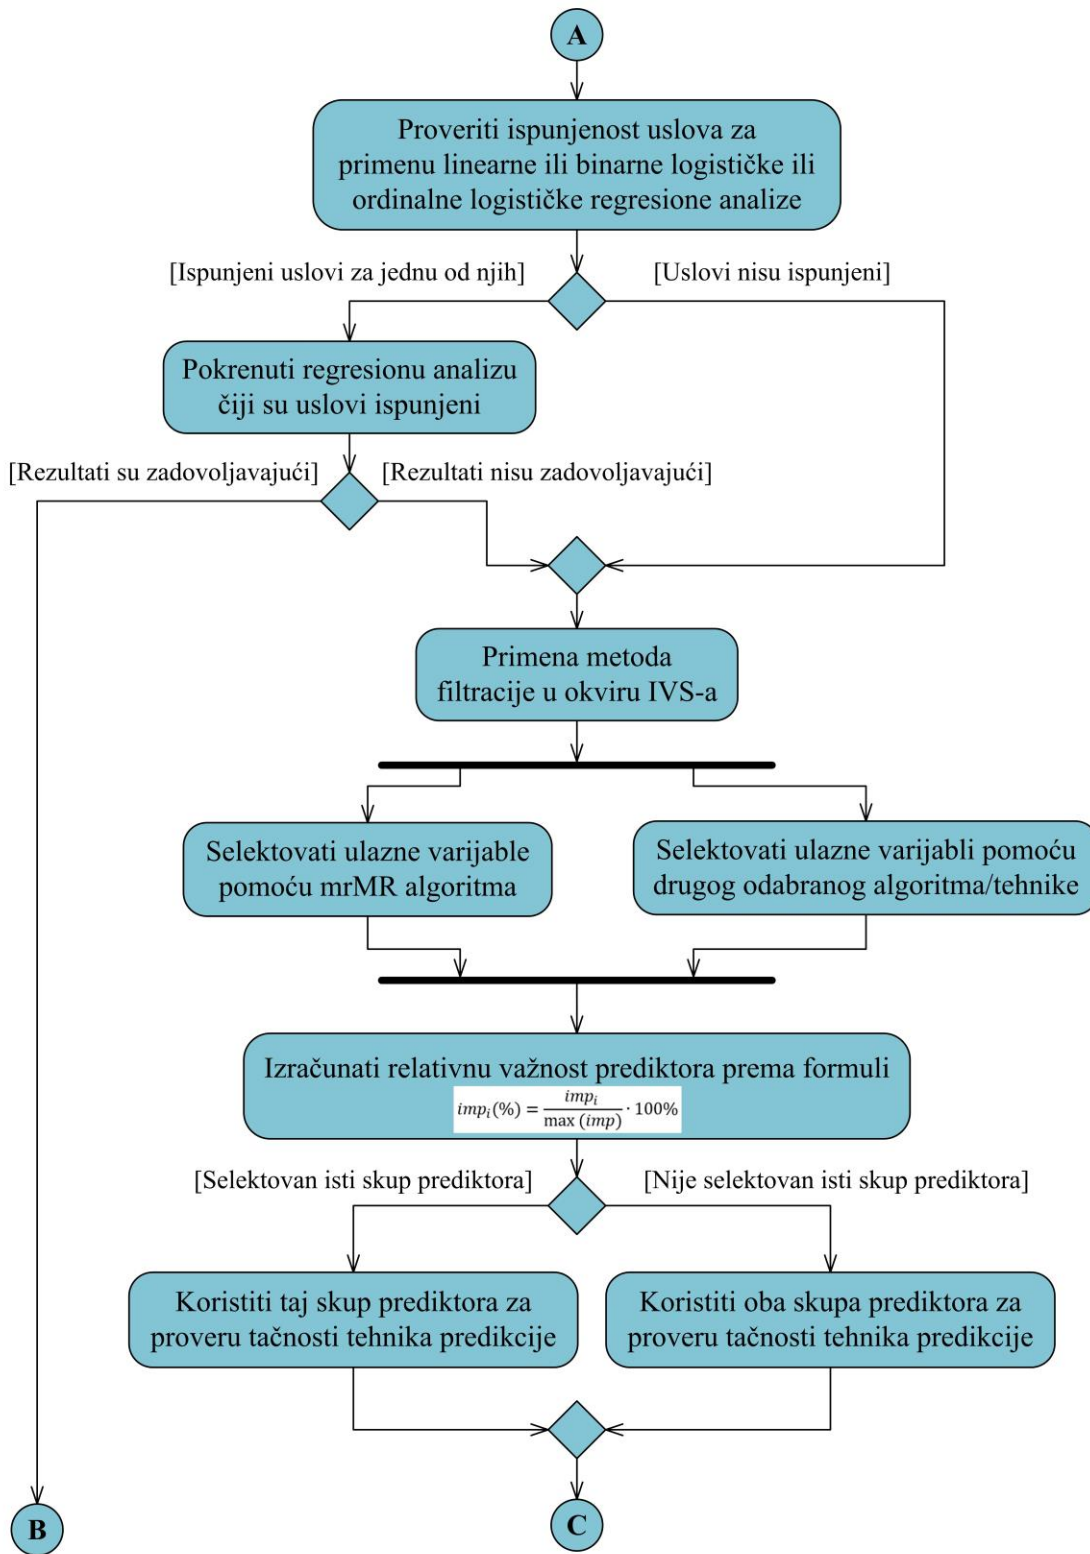 A
Proveriti ispunjenost uslova za
primenu linearne ili binarne logističke ili
ordinalne logističke regresione analize
[Ispunjeni uslovi za jednu od njih]
[Uslovi nisu ispunjeni]
Pokrenuti regresionu analizu
čiji su uslovi ispunjeni
[Rezultati su zadovoljavajući]
[Rezultati nisu zadovoljavajući]
Primena metoda
filtracije u okviru IVS-a
Selektovati ulazne varijable
pomoću mrMR algoritma
Selektovati ulazne varijabli pomoću
drugog odabranog algoritma/tehnike
Izračunati relativnu važnost prediktora prema formuli
imp_i(%) = imp_i / max (imp) · 100%
[Selektovan isti skup prediktora]
[Nije selektovan isti skup prediktora]
Koristiti taj skup prediktora za
proveru tačnosti tehnika predikcije
Koristiti oba skupa prediktora za
proveru tačnosti tehnika predikcije
B
C